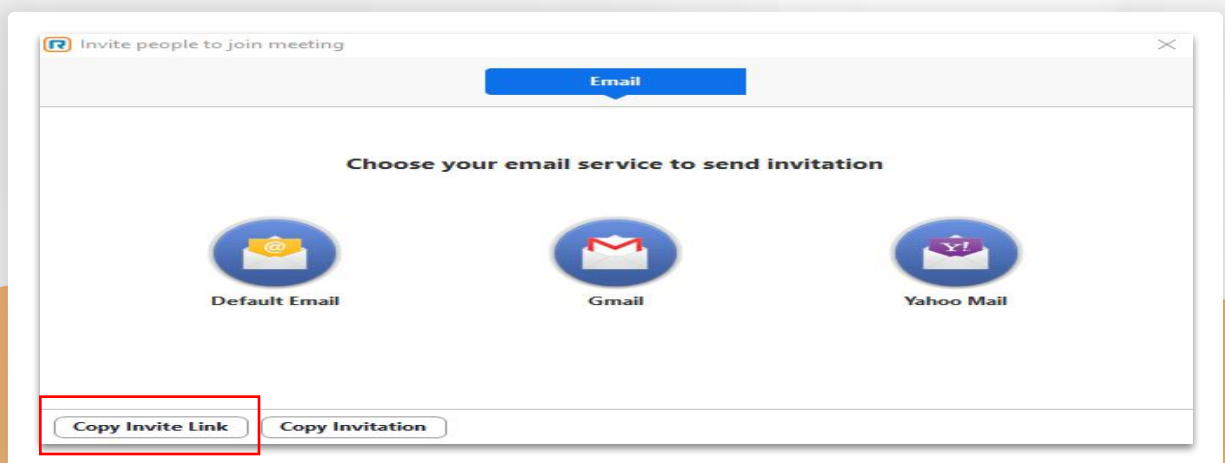 Invite people to join meeting
Email
Choose your email service to send invitation
@
Y!
Default Email
Gmail
Yahoo Mail
Copy Invite Link
Copy Invitation